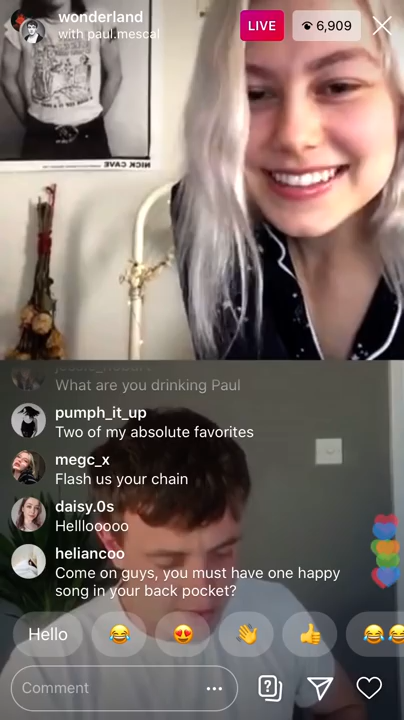 wonderland
with paul.mescal
LIVE
6,909
NICK CAVE
What are you drinking Paul
pumph_it_up
Two of my absolute favorites
megc_x
Flash us your chain
daisy.0s
Helllooooo
heliancoo
Come on guys, you must have one happy
song in your back pocket?
Hello
Comment